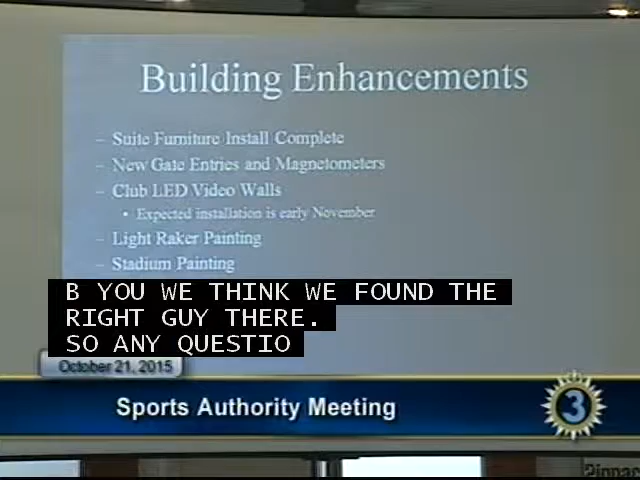 Building Enhancements
– Suite Furniture Install Complete
– New Gate Entries and Magnetometers
– Club LED Video Walls
• Expected installation is early November
– Light Raker Painting
– Stadium Painting
B YOU WE THINK WE FOUND THE
RIGHT GUY THERE.
SO ANY QUESTIO
October 21, 2015
Sports Authority Meeting
3